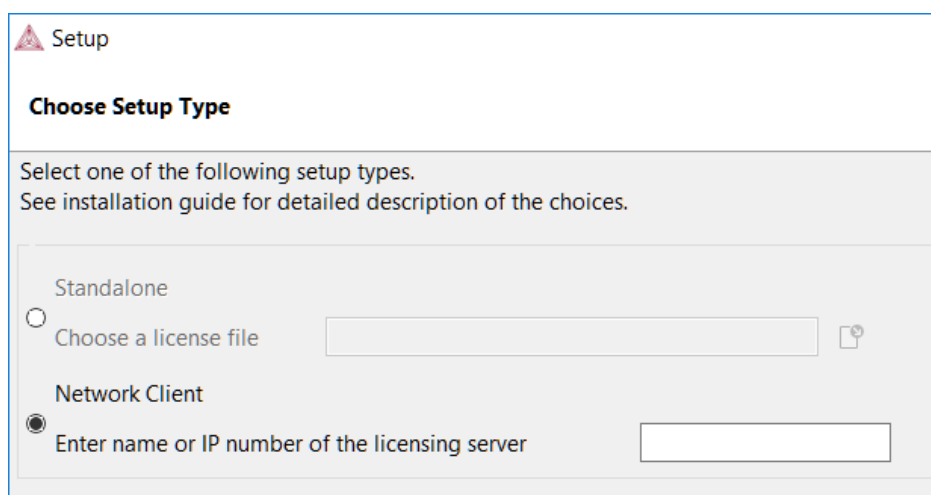 Setup
Choose Setup Type
Select one of the following setup types.
See installation guide for detailed description of the choices.
Standalone
Choose a license file
Network Client
Enter name or IP number of the licensing server